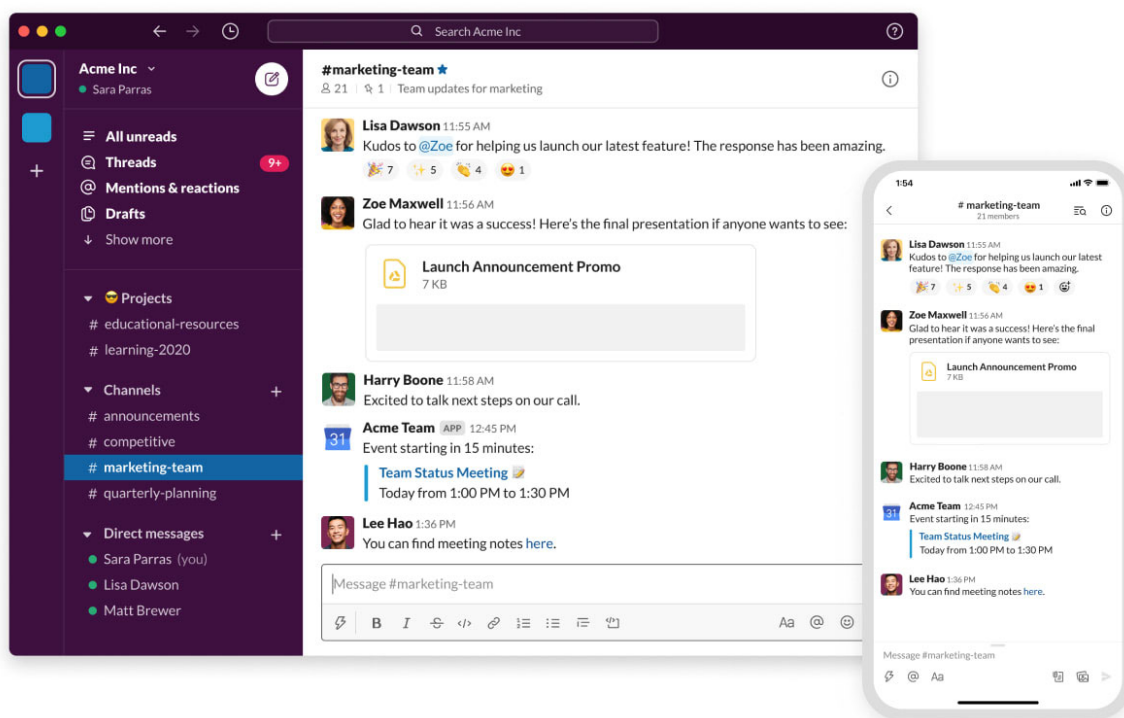 Search Acme Inc
Acme Inc
Sara Parras
All unreads
Threads 9+
Mentions & reactions
Drafts
Show more
Projects
# educational-resources
# learning-2020
Channels
# announcements
# competitive
# marketing-team
# quarterly-planning
Direct messages
Sara Parras (you)
Lisa Dawson
Matt Brewer
#marketing-team
21 | 1 | Team updates for marketing
Lisa Dawson 11:55 AM
Kudos to @Zoe for helping us launch our latest feature! The response has been amazing.
7 5 4 1
Zoe Maxwell 11:56 AM
Glad to hear it was a success! Here's the final presentation if anyone wants to see:
Launch Announcement Promo
7 KB
Harry Boone 11:58 AM
Excited to talk next steps on our call.
31
Acme Team APP 12:45 PM
Event starting in 15 minutes:
Team Status Meeting
Today from 1:00 PM to 1:30 PM
Lee Hao 1:36 PM
You can find meeting notes here.
Message #marketing-team
B I S </> Aa @
1:54
# marketing-team
21 members
Lisa Dawson 11:55 AM
Kudos to @Zoe for helping us launch our latest
feature! The response has been amazing.
7 5 4 1
Zoe Maxwell 11:56 AM
Glad to hear it was a success! Here's the final
presentation if anyone wants to see:
Launch Announcement Promo
7 KB
Harry Boone 11:58 AM
Excited to talk next steps on our call.
31
Acme Team 12:45 PM
Event starting in 15 minutes:
Team Status Meeting
Today from 1:00 PM to 1:30 PM
Lee Hao 1:36 PM
You can find meeting notes here.
Message #marketing-team
@ Aa